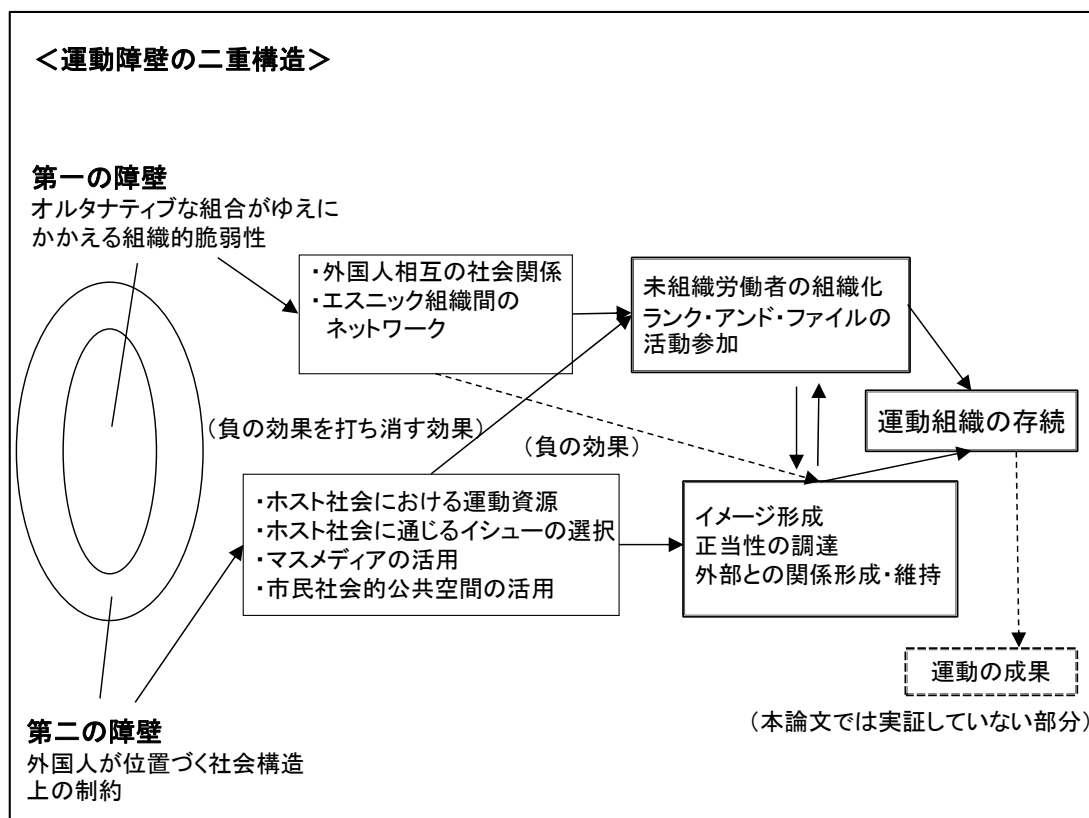 ＜運動障壁の二重構造＞
第一の障壁
オルタナティブな組合がゆえに
かかえる組織的脆弱性
・外国人相互の社会関係
・エスニック組織間の
ネットワーク
未組織労働者の組織化
ランク・アンド・ファイルの
活動参加
運動組織の存続
（負の効果を打ち消す効果）
（負の効果）
・ホスト社会における運動資源
・ホスト社会に通じるイシューの選択
・マスメディアの活用
・市民社会的公共空間の活用
イメージ形成
正当性の調達
外部との関係形成・維持
運動の成果
（本論文では実証していない部分）
第二の障壁
外国人が位置づく社会構造
上の制約